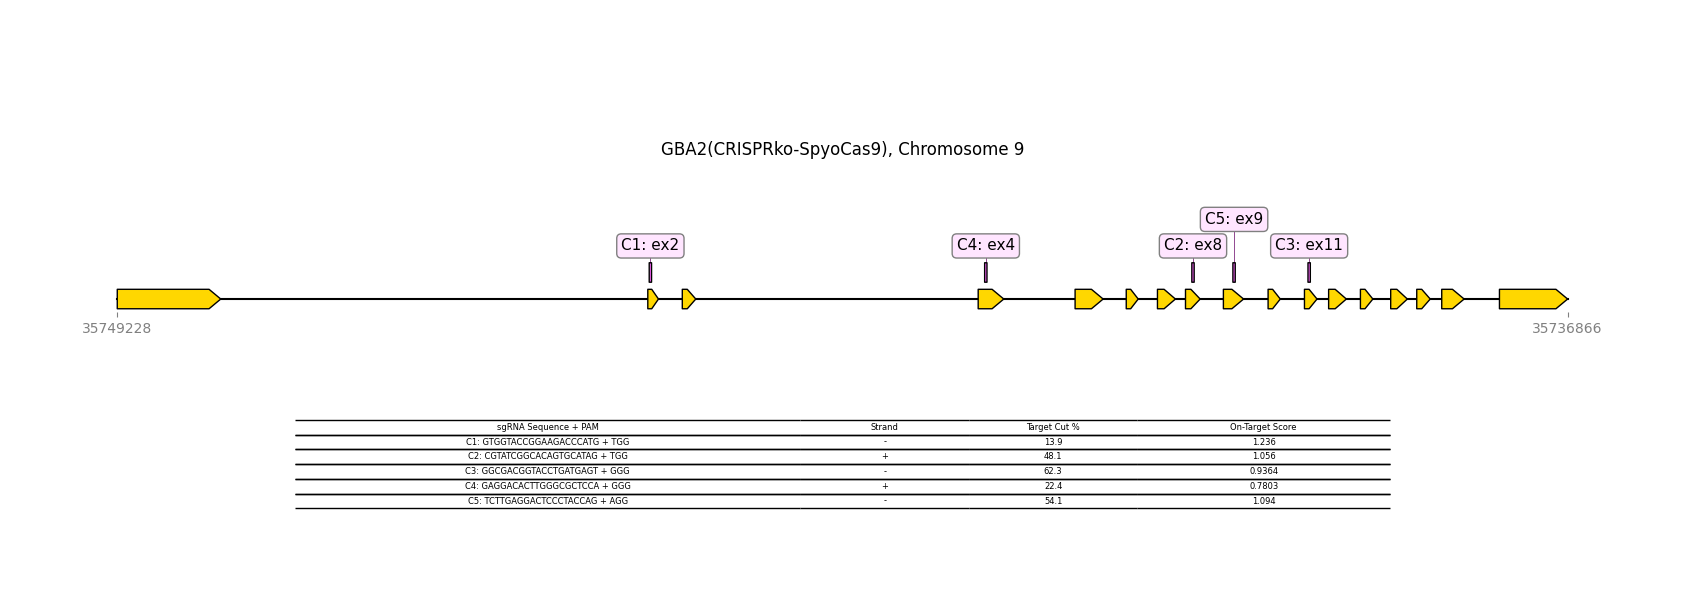 GBA2(CRISPRko-SpyoCas9), Chromosome 9
C5: ex9
C1: ex2 C4: ex4 C2: ex8 C3: ex11
35749228 35736866
sgRNA Sequence + PAM Strand Target Cut % On-Target Score
C1: GTGGTACCGGAAGACCCATG + TGG - 13.9 1.236
C2: CGTATCGGCACAGTGCATAG + TGG + 48.1 1.056
C3: GGCGACGGTACCTGATGAGT + GGG - 62.3 0.9364
C4: GAGGACACTTGGGCGCTCCA + GGG + 22.4 0.7803
C5: TCTTGAGGACTCCCTACCAG + AGG - 54.1 1.094